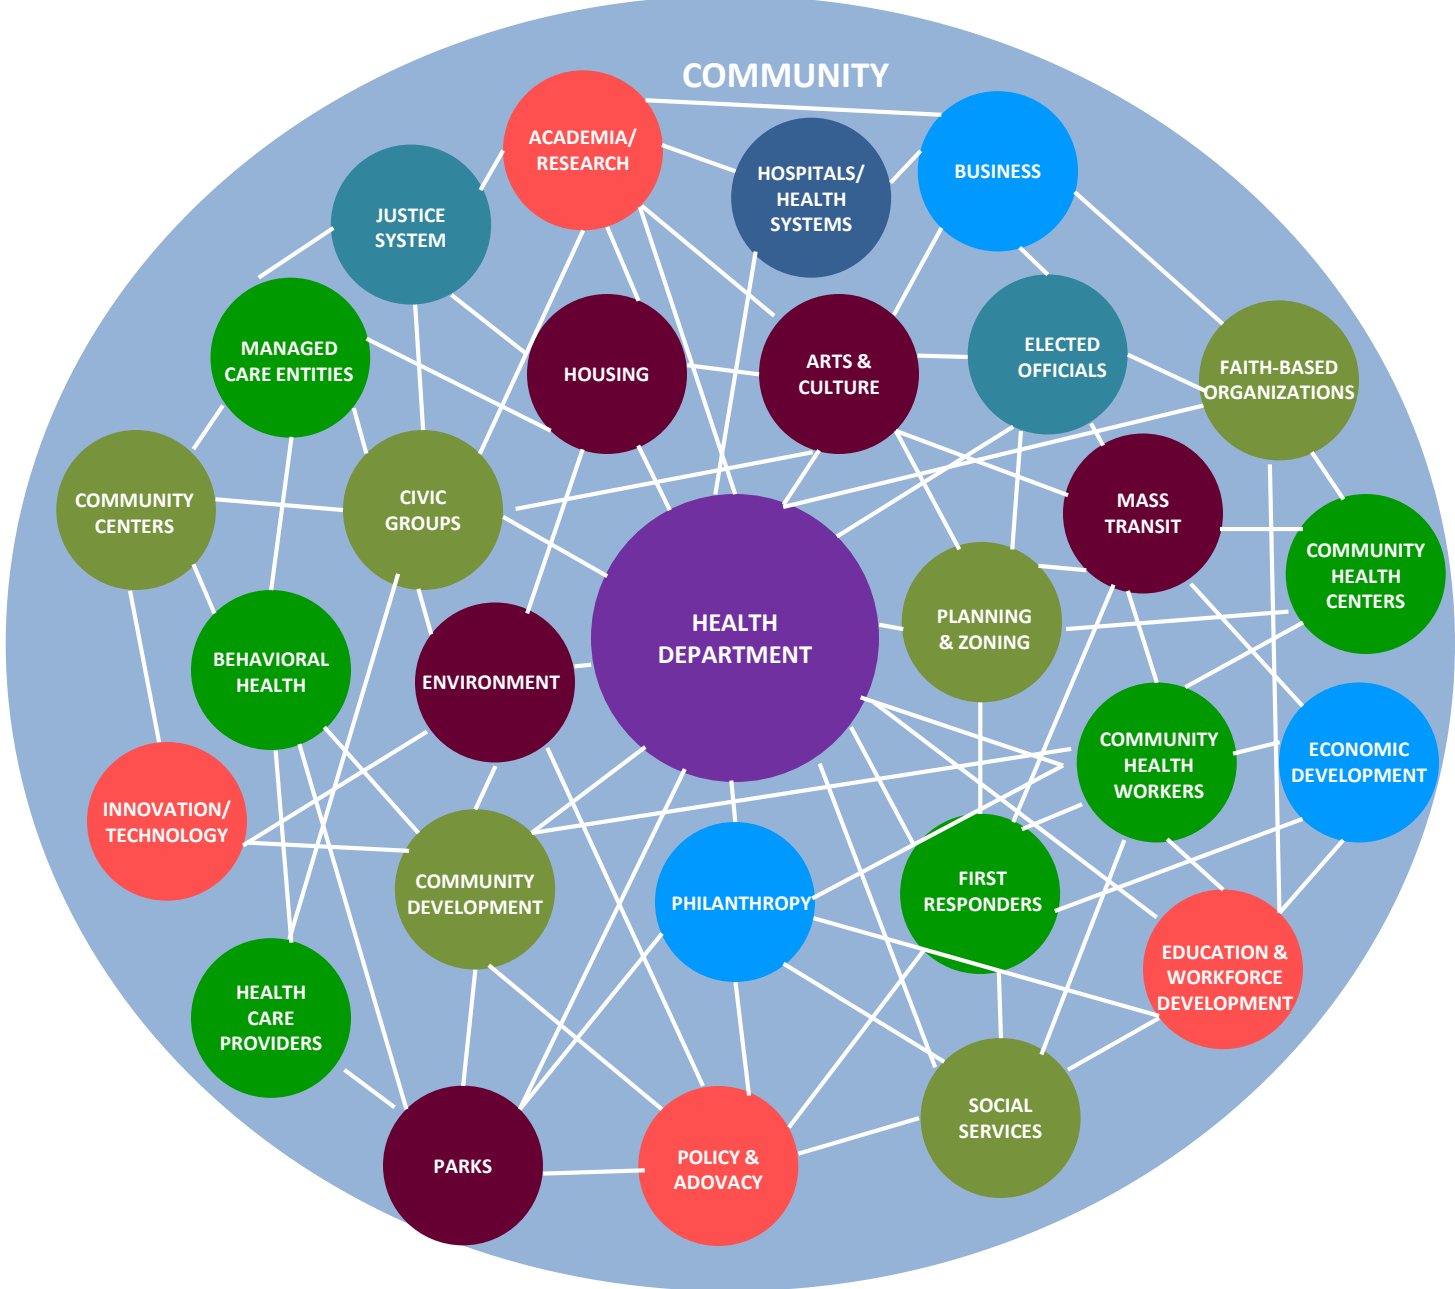 COMMUNITY
ACADEMIA/
RESEARCH
HOSPITALS/
HEALTH
SYSTEMS
BUSINESS
JUSTICE
SYSTEM
MANAGED
CARE ENTITIES
HOUSING
ARTS &
CULTURE
ELECTED
OFFICIALS
FAITH-BASED
ORGANIZATIONS
COMMUNITY
CENTERS
CIVIC
GROUPS
MASS
TRANSIT
COMMUNITY
HEALTH
CENTERS
HEALTH
DEPARTMENT
PLANNING
& ZONING
BEHAVIORAL
HEALTH
ENVIRONMENT
COMMUNITY
HEALTH
WORKERS
ECONOMIC
DEVELOPMENT
INNOVATION/
TECHNOLOGY
COMMUNITY
DEVELOPMENT
PHILANTHROPY
FIRST
RESPONDERS
EDUCATION &
WORKFORCE
DEVELOPMENT
HEALTH
CARE
PROVIDERS
PARKS
POLICY &
ADOVACY
SOCIAL
SERVICES